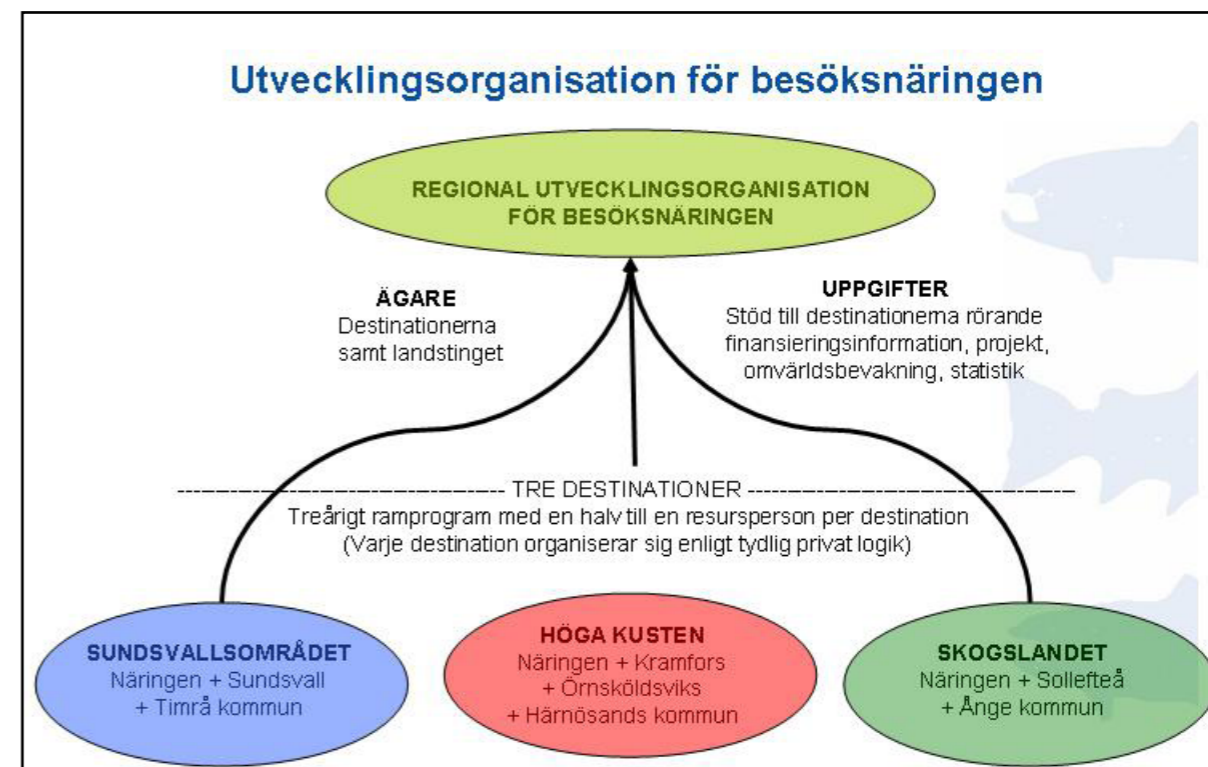 Utvecklingsorganisation för besöksnäringen
REGIONAL UTVECKLINGSORGANISATION
FÖR BESÖKSNÄRINGEN
ÄGARE
Destinationerna
samt landstinget
UPPGIFTER
Stöd till destinationerna rörande
finansieringsinformation, projekt,
omvärldsbevakning, statistik
TRE DESTINATIONER
Treårigt ramprogram med en halv till en resursperson per destination
(Varje destination organiserar sig enligt tydlig privat logik)
SUNDSVALLSOMRÅDET
Näringen + Sundsvall
+ Timrå kommun
HÖGA KUSTEN
Näringen + Kramfors
+ Örnsköldsviks
+ Härnösands kommun
SKOGSLANDET
Näringen + Sollefteå
+ Ånge kommun